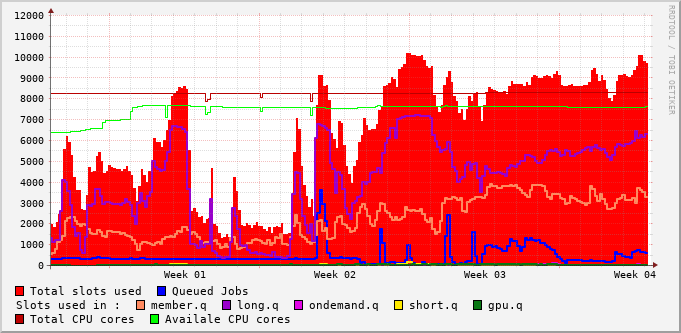 12000
11000
10000
9000
8000
7000
6000
5000
4000
3000
2000
1000
0
Week 01 Week 02 Week 03 Week 04
Total slots used Queued Jobs
Slots used in : member.q long.q ondemand.q short.q gpu.q
Total CPU cores Availale CPU cores
RRDTOOL / TOBI OETIKER